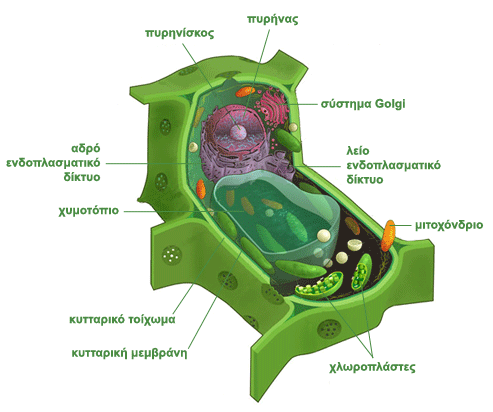 πυρήνας
πυρηνίσκος
σύστημα Golgi
αδρό
ενδοπλασματικό
δίκτυο
λείο
ενδοπλασματικό
δίκτυο
χυμοτόπιο
μιτοχόνδριο
κυτταρικό τοίχωμα
κυτταρική μεμβράνη
χλωροπλάστες